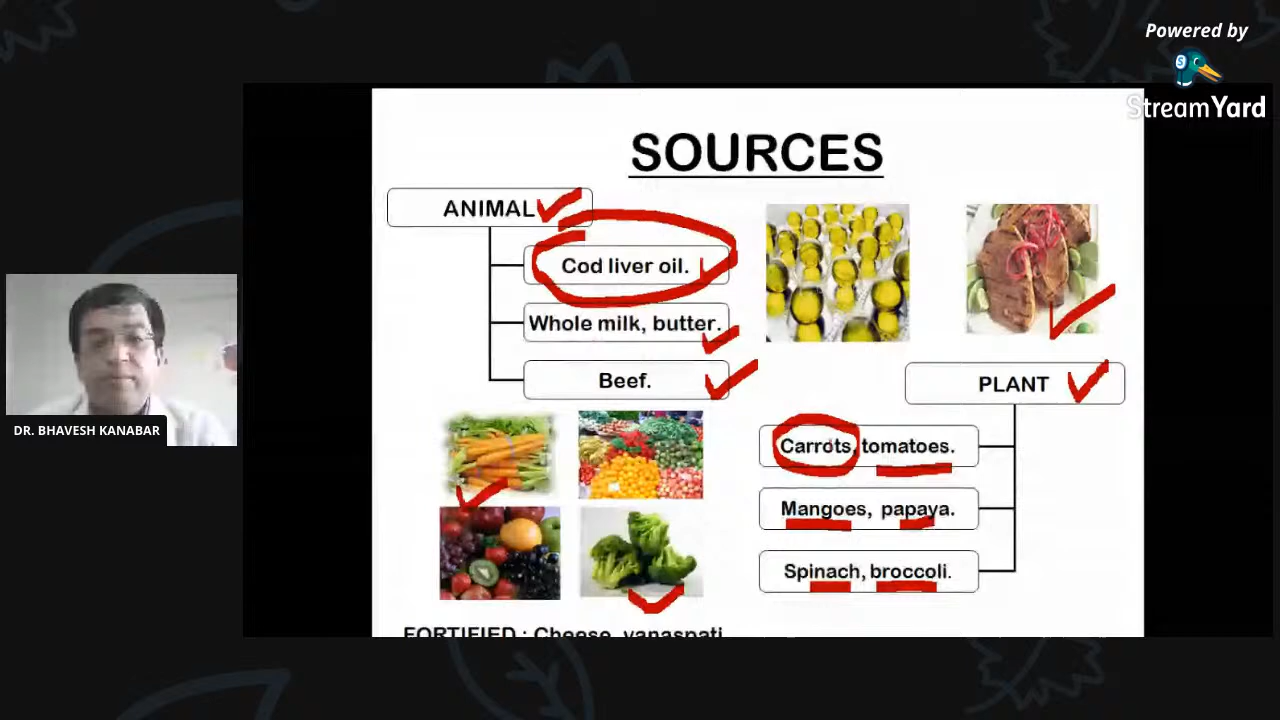 Powered by
StreamYard
SOURCES
ANIMAL
Cod liver oil.
Whole milk, butter.
Beef.
PLANT
Carrots, tomatoes.
Mangoes, papaya.
Spinach, broccoli.
FORTIFIED : Cheese, vanaspati
DR. BHAVESH KANABAR